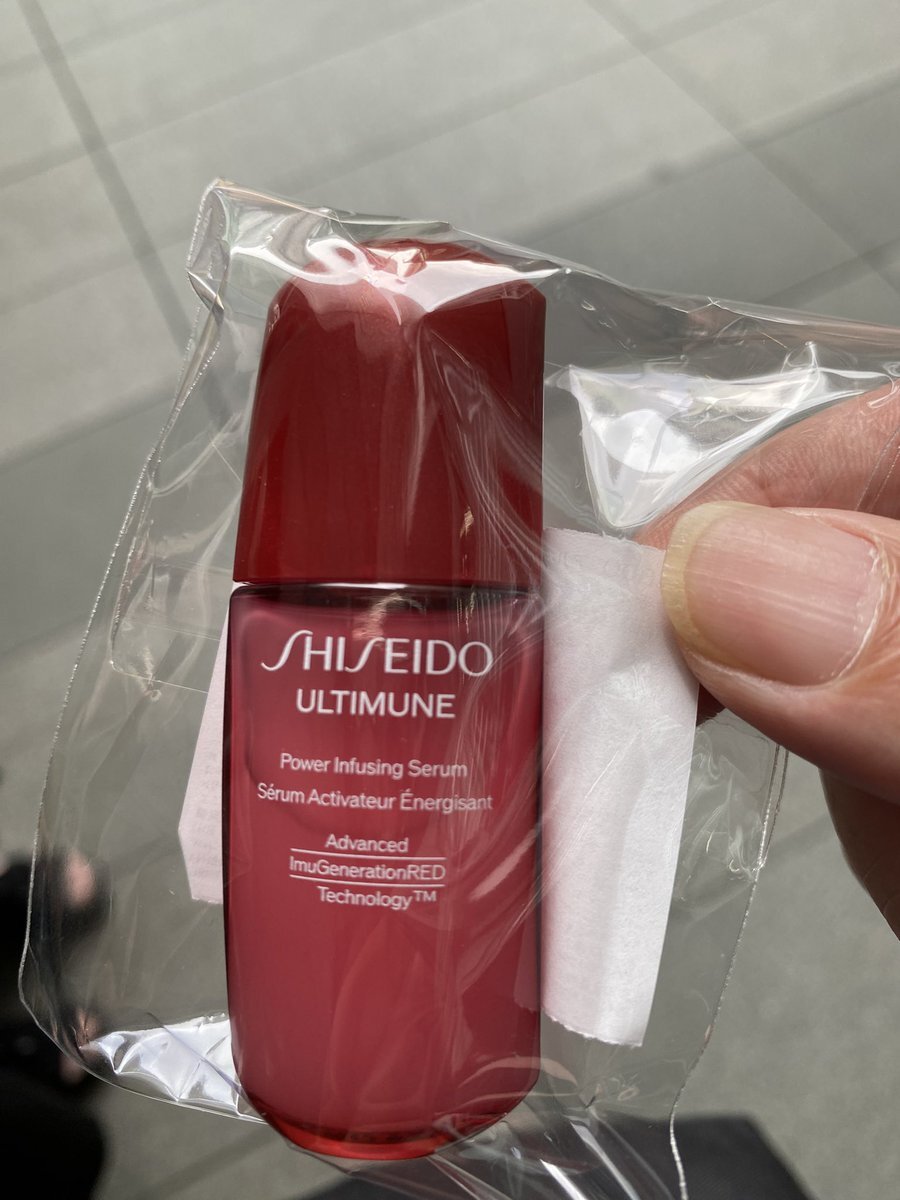 SHISEIDO
ULTIMUNE
Power Infusing Serum
Sérum Activateur Énergisant
Advanced
ImuGenerationRED
Technology™